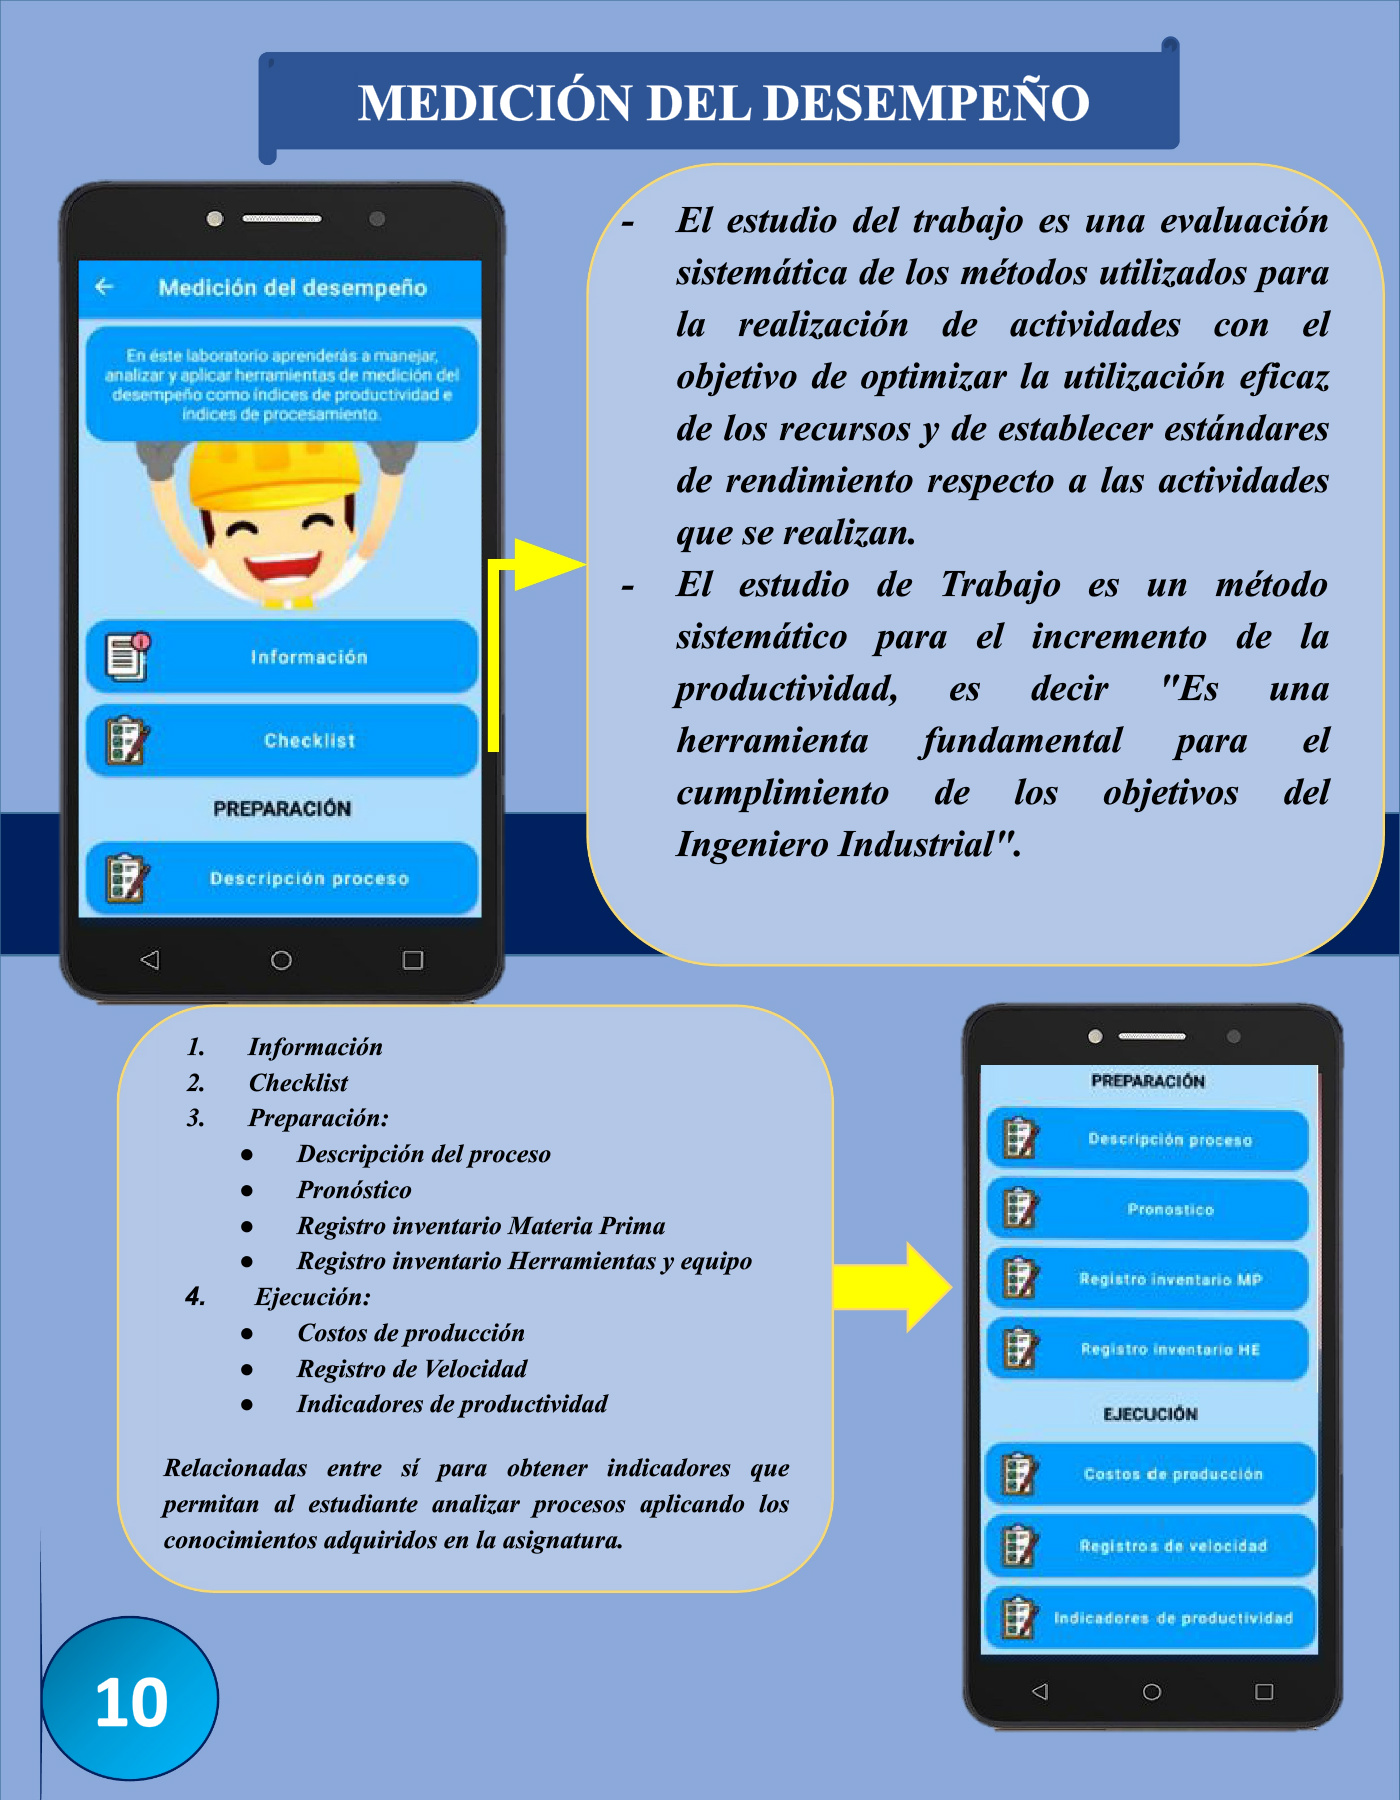 MEDICIÓN DEL DESEMPEÑO
Medición del desempeño
En éste laboratorio aprenderás a manejar,
analizar y aplicar herramientas de medición del
desempeño como índices de productividad e
índices de procesamiento.
Información
Checklist
PREPARACIÓN
Descripción proceso
- El estudio del trabajo es una evaluación
sistemática de los métodos utilizados para
la realización de actividades con el
objetivo de optimizar la utilización eficaz
de los recursos y de establecer estándares
de rendimiento respecto a las actividades
que se realizan.
- El estudio de Trabajo es un método
sistemático para el incremento de la
productividad, es decir "Es una
herramienta fundamental para el
cumplimiento de los objetivos del
Ingeniero Industrial".
1. Información
2. Checklist
3. Preparación:
● Descripción del proceso
● Pronóstico
● Registro inventario Materia Prima
● Registro inventario Herramientas y equipo
4. Ejecución:
● Costos de producción
● Registro de Velocidad
● Indicadores de productividad
Relacionadas entre sí para obtener indicadores que
permitan al estudiante analizar procesos aplicando los
conocimientos adquiridos en la asignatura.
PREPARACIÓN
Descripción proceso
Pronostico
Registro inventario MP
Registro inventario HE
EJECUCIÓN
Costos de producción
Registros de velocidad
Indicadores de productividad
10